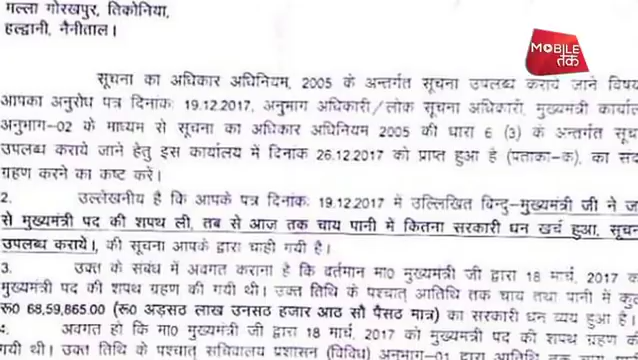 मल्ला गोरखपुर, तिकोनिया,
हल्द्वानी, नैनीताल।
MOBILE तक
सूचना का अधिकार अधिनियम, 2005 के अन्तर्गत सूचना उपलब्ध कराये जाने विषय
आपका अनुरोध पत्र दिनांकः 19.12.2017, अनुभाग अधिकारी/लोक सूचना अधिकारी, मुख्यमंत्री कार्याल
अनुभाग-02 के माध्यम से सूचना का अधिकार अधिनियम 2005 की धारा 6 (3) के अन्तर्गत सूच
उपलब्ध कराये जाने हेतु इस कार्यालय में दिनांक 26.12.2017 को प्राप्त हुआ है (पताका-क), का सद
ग्रहण करने का कष्ट करें।
2. उल्लेखनीय है कि आपके पत्र दिनांकः 19.12.2017 में उल्लिखित बिन्दु-मुख्यमंत्री जी ने ज
से मुख्यमंत्री पद की शपथ ली, तब से आज तक चाय पानी में कितना सरकारी धन खर्च हुआ, सूचन
उपलब्ध करायें।, की सूचना आपके द्वारा चाही गयी है।
3. उक्त के संबंध में अवगत कराना है कि वर्तमान मा0 मुख्यमंत्री जी द्वारा 18 मार्च, 2017 क
मुख्यमंत्री पद की शपथ ग्रहण की गयी थी। उक्त तिथि के पश्चात् आतिथि तक चाय तथा पानी में कुल
रू0 68,59,865.00 (रू0 अड़सठ लाख उनसठ हजार आठ सौ पैसठ मात्र) का सरकारी धन व्यय हुआ है।
4. अवगत हो कि मा0 मुख्यमंत्री जी द्वारा 18 मार्च, 2017 को मुख्यमंत्री पद की शपथ ग्रहण क
गयी थी। उक्त तिथि के पश्चात् सचिवालय प्रशासन (विविध) अनुभाग-01 द्वारा